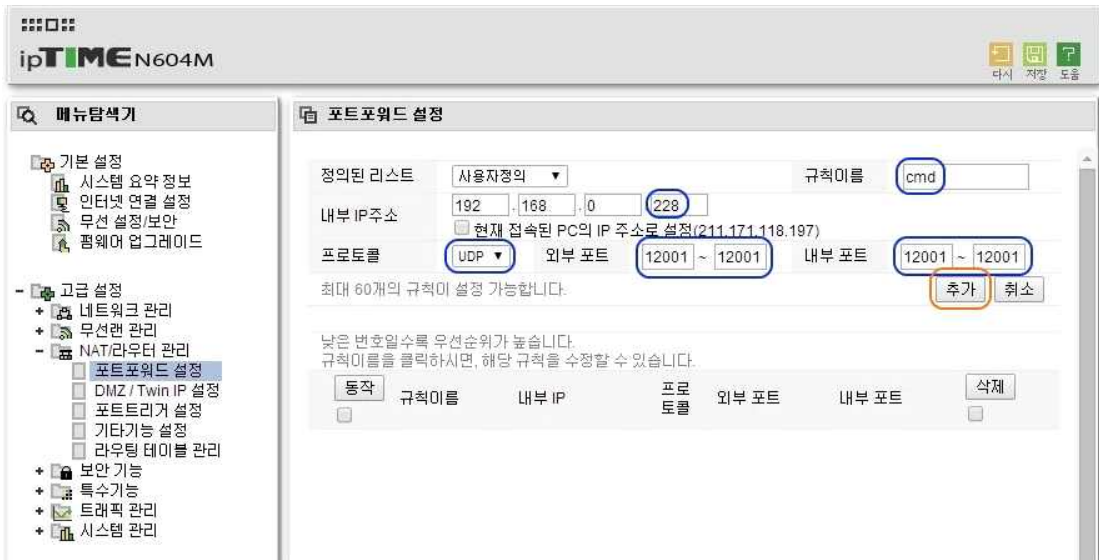 ipTIME N604M
다시 저장 도움
메뉴탐색기
기본 설정
시스템 요약 정보
인터넷 연결 설정
무선 설정/보안
펌웨어 업그레이드
고급 설정
네트워크 관리
무선랜 관리
NAT/라우터 관리
포트포워드 설정
DMZ / Twin IP 설정
포트트리거 설정
기타기능 설정
라우팅 테이블 관리
보안 기능
특수기능
트래픽 관리
시스템 관리
포트포워드 설정
정의된 리스트 사용자정의 규칙이름 cmd
내부 IP주소 192 . 168 . 0 . 228
현재 접속된 PC의 IP 주소로 설정(211.171.118.197)
프로토콜 UDP 외부 포트 12001 ~ 12001 내부 포트 12001 ~ 12001
최대 60개의 규칙이 설정 가능합니다. 추가 취소
낮은 번호일수록 우선순위가 높습니다.
규칙이름을 클릭하시면, 해당 규칙을 수정할 수 있습니다.
동작 규칙이름 내부 IP 프로토콜 외부 포트 내부 포트 삭제